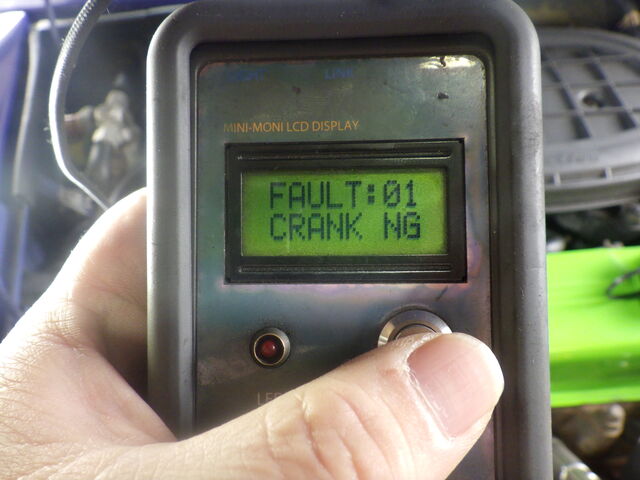 LINK
MINI-MONI LCD DISPLAY
FAULT:01
CRANK NG